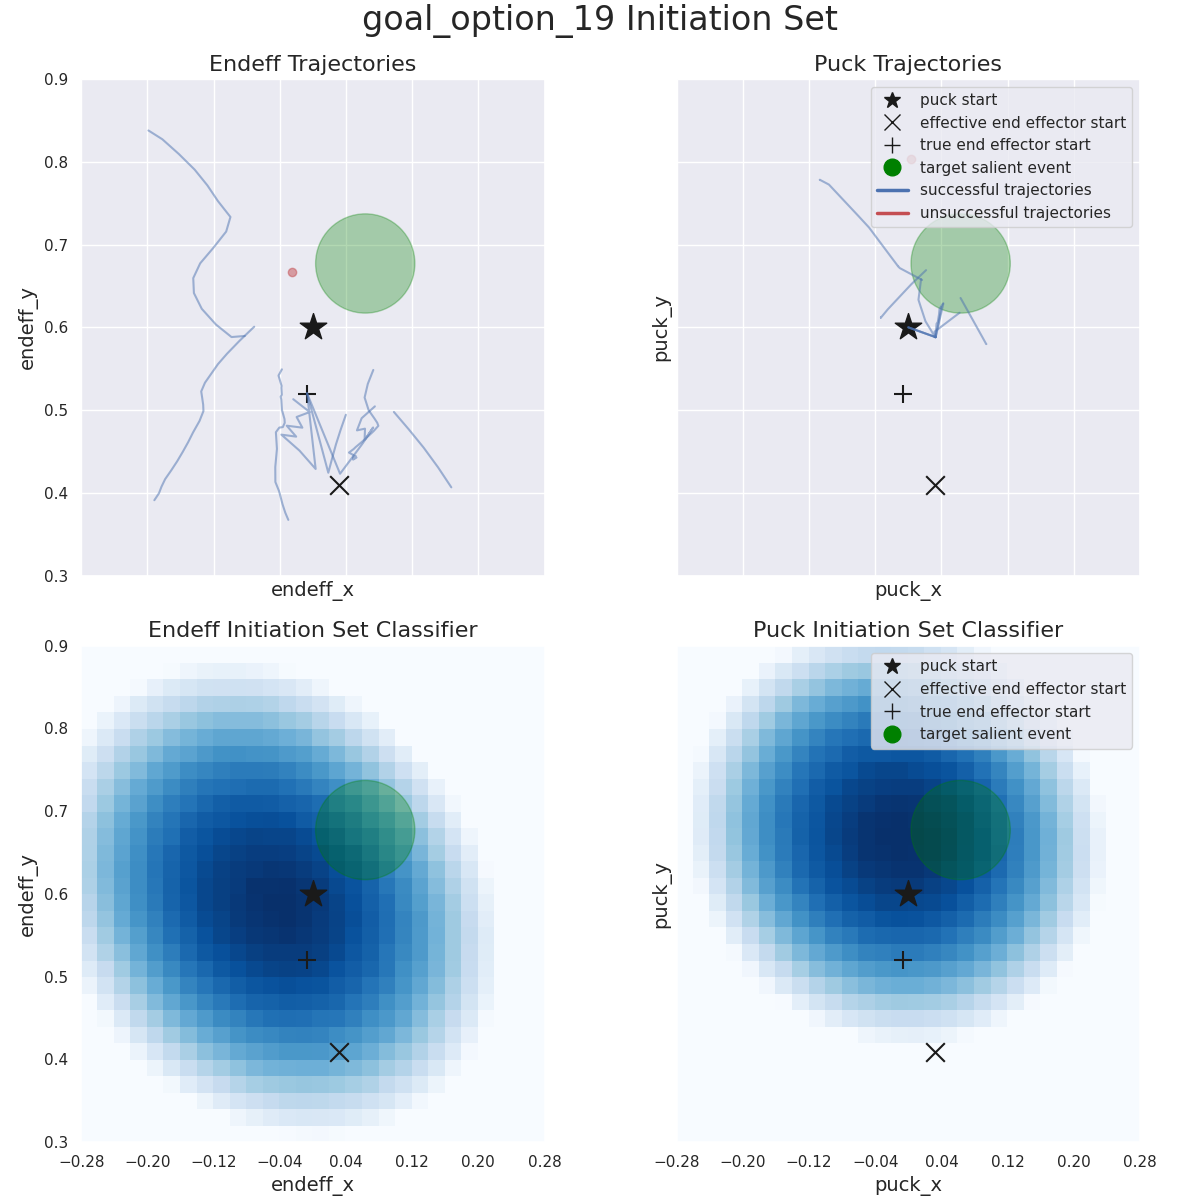 goal_option_19 Initiation Set
Endeff Trajectories
0.9
0.8
0.7
0.6
0.5
0.4
0.3
endeff_y
endeff_x
Puck Trajectories
puck start
effective end effector start
true end effector start
target salient event
successful trajectories
unsuccessful trajectories
puck_y
puck_x
Endeff Initiation Set Classifier
0.9
0.8
0.7
0.6
0.5
0.4
0.3
endeff_y
−0.28 −0.20 −0.12 −0.04 0.04 0.12 0.20 0.28
endeff_x
Puck Initiation Set Classifier
puck start
effective end effector start
true end effector start
target salient event
puck_y
−0.28 −0.20 −0.12 −0.04 0.04 0.12 0.20 0.28
puck_x